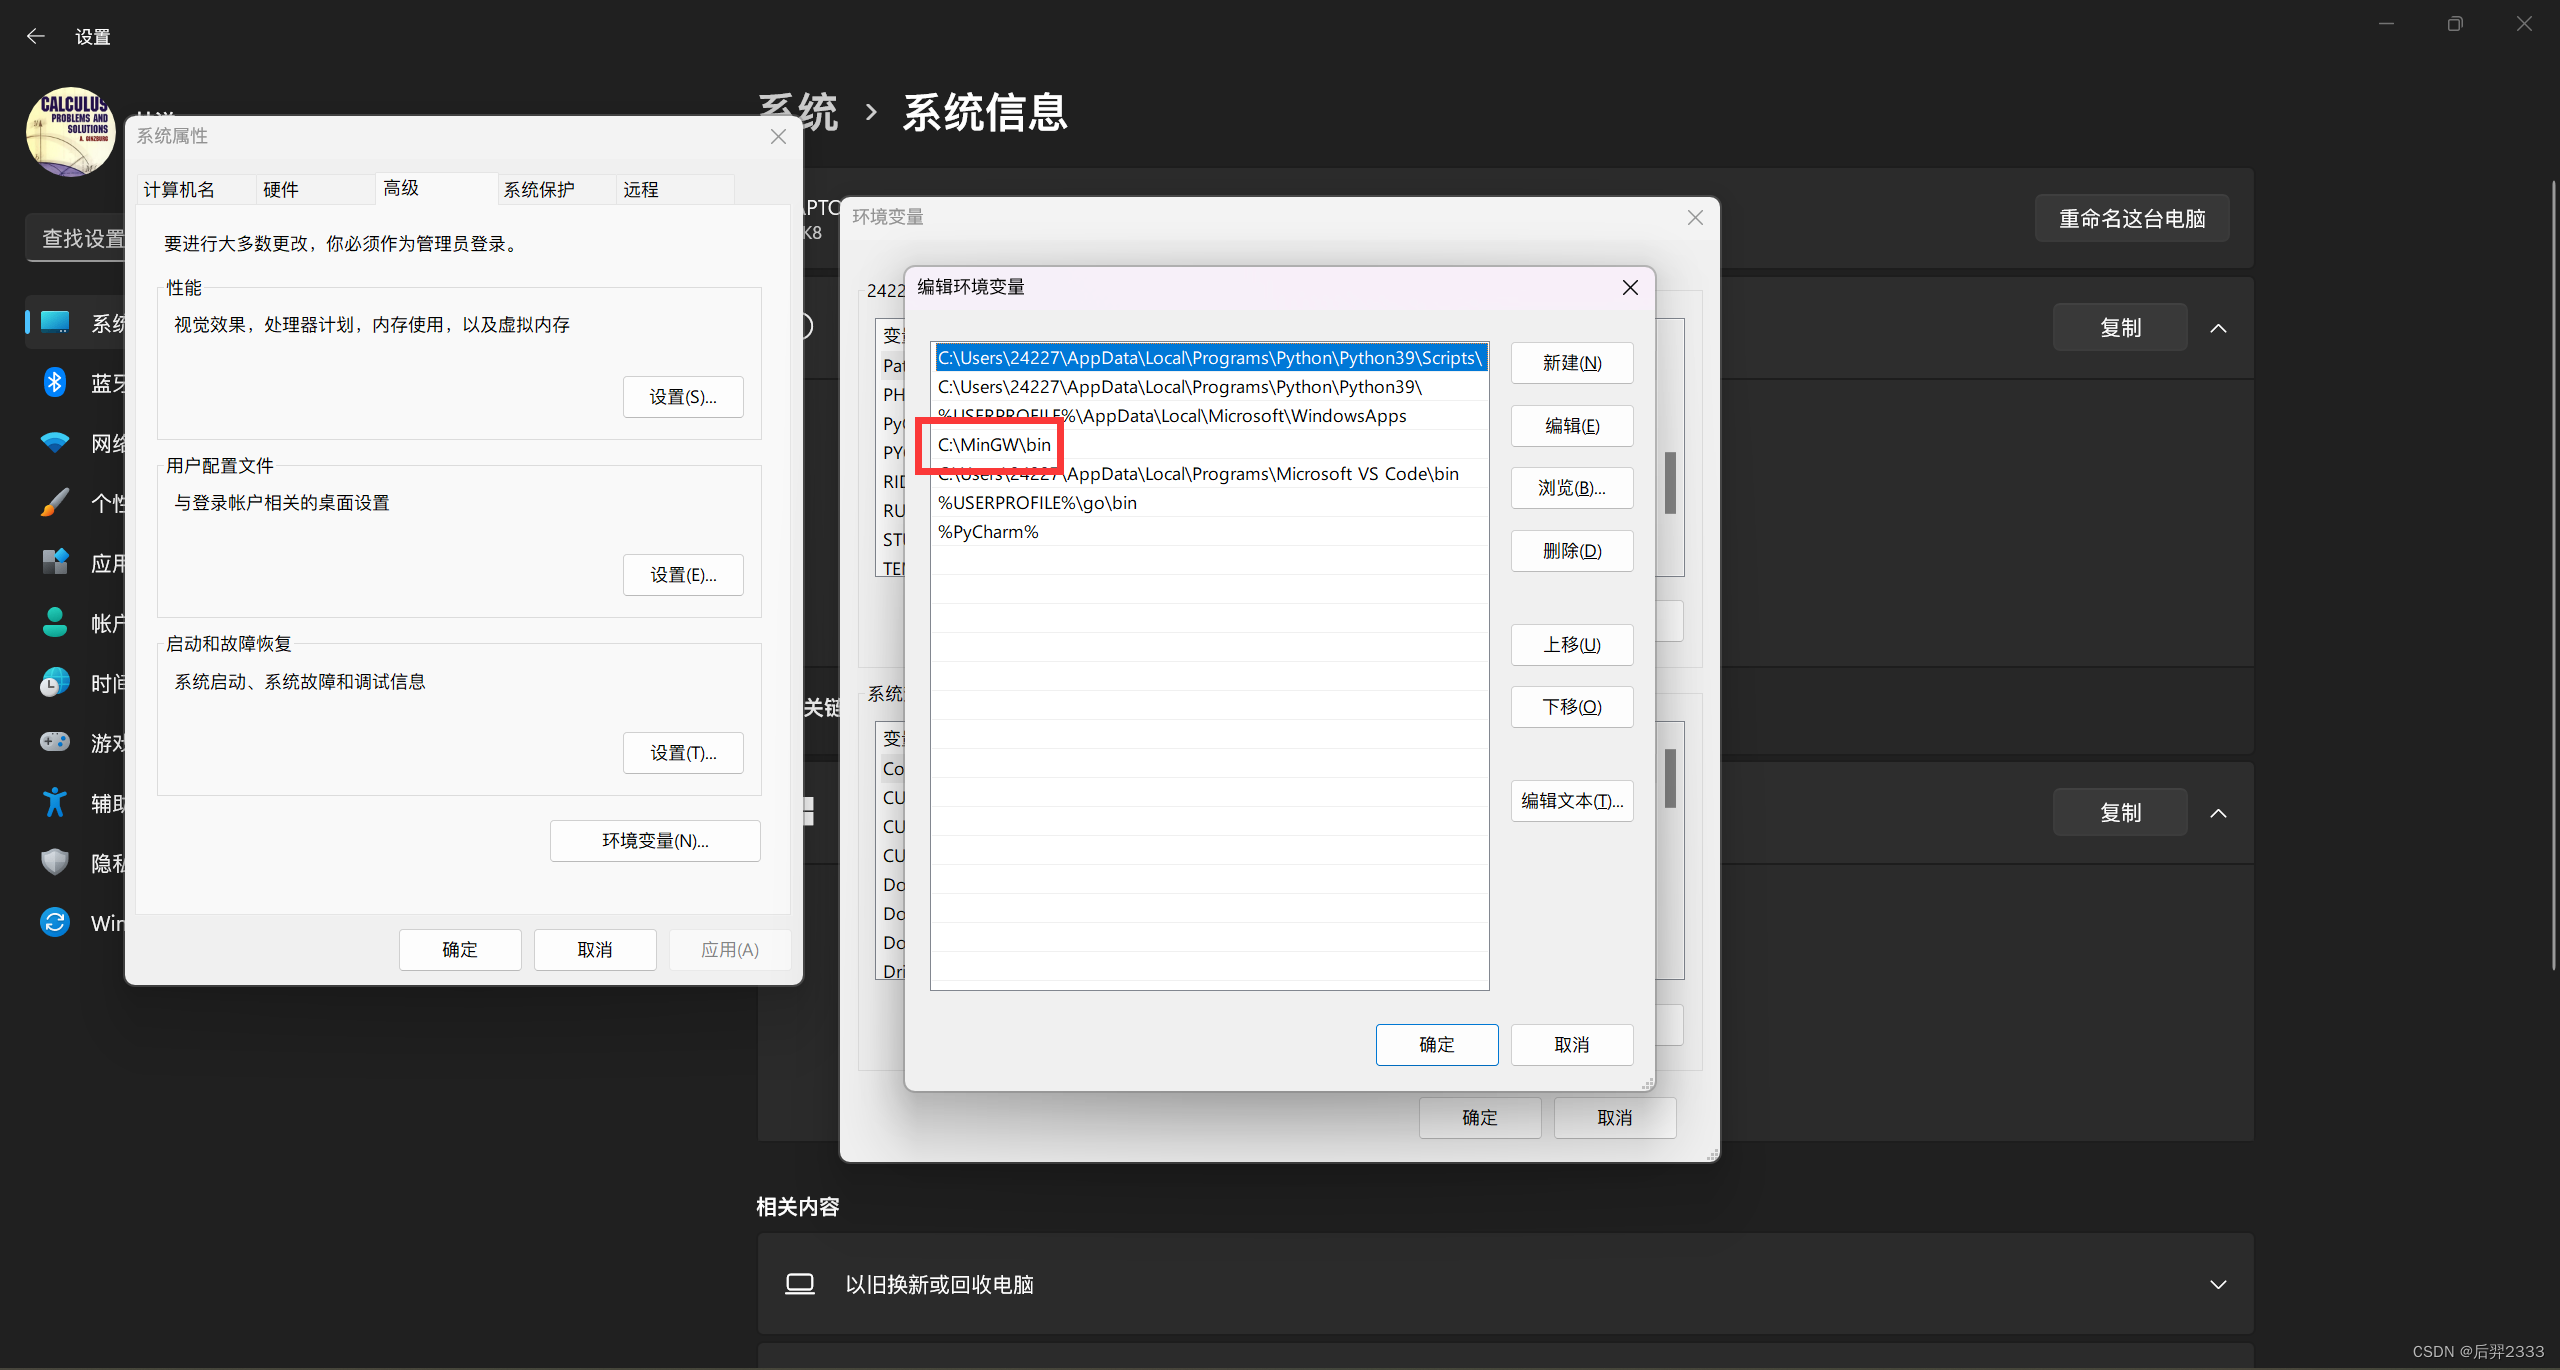 设置
CALCULUS
PROBLEMS AND
SOLUTIONS
A. GINZBURG
查找设置
系统
蓝牙
网络
个性
应用
帐户
时间
游戏
辅助
隐私
Win
系统 › 系统信息
重命名这台电脑
复制
复制
关链
相关内容
以旧换新或回收电脑
系统属性
计算机名
硬件
高级
系统保护
远程
要进行大多数更改，你必须作为管理员登录。
性能
视觉效果，处理器计划，内存使用，以及虚拟内存
设置(S)...
用户配置文件
与登录帐户相关的桌面设置
设置(E)...
启动和故障恢复
系统启动、系统故障和调试信息
设置(T)...
环境变量(N)...
确定
取消
应用(A)
APTO
K8
环境变量
2422
变量
Pat
PH
PyC
PYC
RID
RU
STU
TEM
系统
变量
Co
CU
CU
CU
Do
Do
Do
Dri
确定
取消
编辑环境变量
C:\Users\24227\AppData\Local\Programs\Python\Python39\Scripts\
C:\Users\24227\AppData\Local\Programs\Python\Python39\
%USERPROFILE%\AppData\Local\Microsoft\WindowsApps
C:\MinGW\bin
C:\Users\24227\AppData\Local\Programs\Microsoft VS Code\bin
%USERPROFILE%\go\bin
%PyCharm%
新建(N)
编辑(E)
浏览(B)...
删除(D)
上移(U)
下移(O)
编辑文本(T)...
确定
取消
CSDN @后羿2333